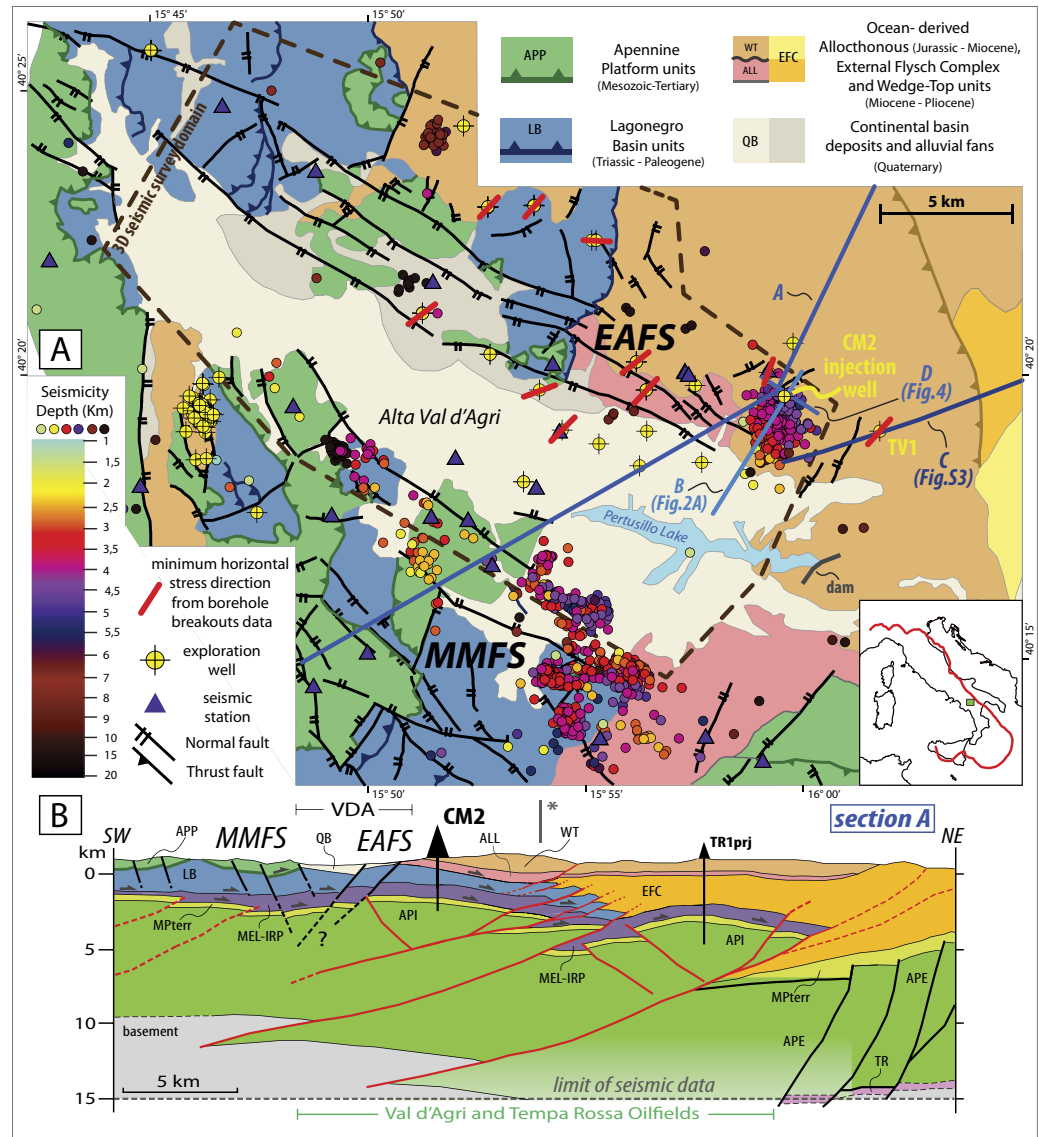 15° 45'
15° 50'
40° 25'
APP
Apennine
Platform units
(Mesozoic-Tertiary)
WT
ALL
EFC
Ocean- derived
Allocthonous (Jurassic - Miocene),
External Flysch Complex
and Wedge-Top units
(Miocene - Pliocene)
LB
Lagonegro
Basin units
(Triassic - Paleogene)
QB
Continental basin
deposits and alluvial fans
(Quaternary)
3D seismic survey domain
5 km
A
A
EAFS
CM2
injection
well
40° 20'
40° 20'
D
(Fig.4)
TV1
C
(Fig.S3)
B
(Fig.2A)
Alta Val d'Agri
Pertusillo Lake
dam
MMFS
40° 15'
Seismicity
Depth (Km)
1
1,5
2
2,5
3
3,5
4
4,5
5
5,5
6
6,5
7
8
9
10
15
20
minimum horizontal
stress direction
from borehole
breakouts data
exploration
well
seismic
station
Normal fault
Thrust fault
15° 50'
15° 55'
16° 00'
B
VDA
*
section A
SW
APP
MMFS
QB
EAFS
CM2
ALL
WT
TR1prj
NE
km
0
LB
EFC
MPterr
MEL-IRP
?
API
API
5
MEL-IRP
MPterr
APE
10
basement
APE
TR
5 km
limit of seismic data
15
Val d'Agri and Tempa Rossa Oilfields